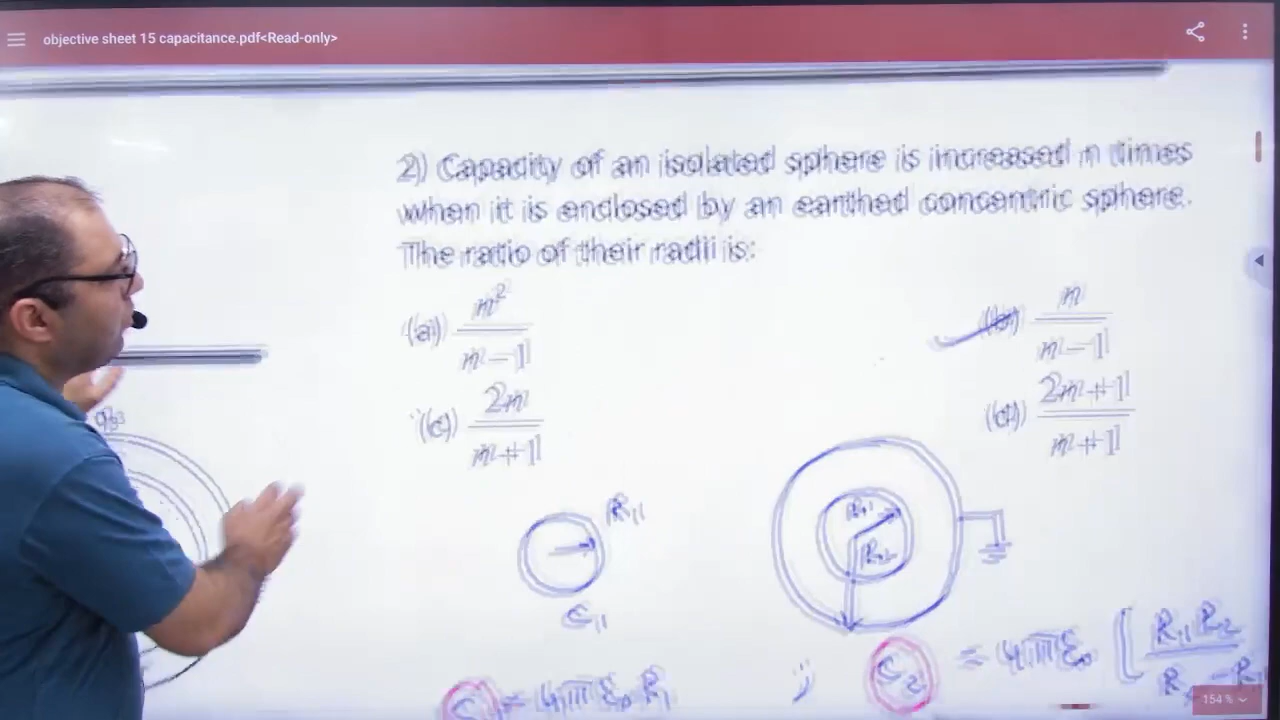 objective sheet 15 capacitance.pdf<Read-only>
2) Capacity of an isolated sphere is increased n times
when it is enclosed by an earthed concentric sphere.
The ratio of their radii is:
(a) n²/(n-1)
(b) n/(n-1)
(c) 2n/(n+1)
(d) (2n+1)/(n+1)
R₁
R₁
R₂
C₁
C₁ = 4πε₀R₁
; C₂ = 4πε₀ [R₁R₂
154 %